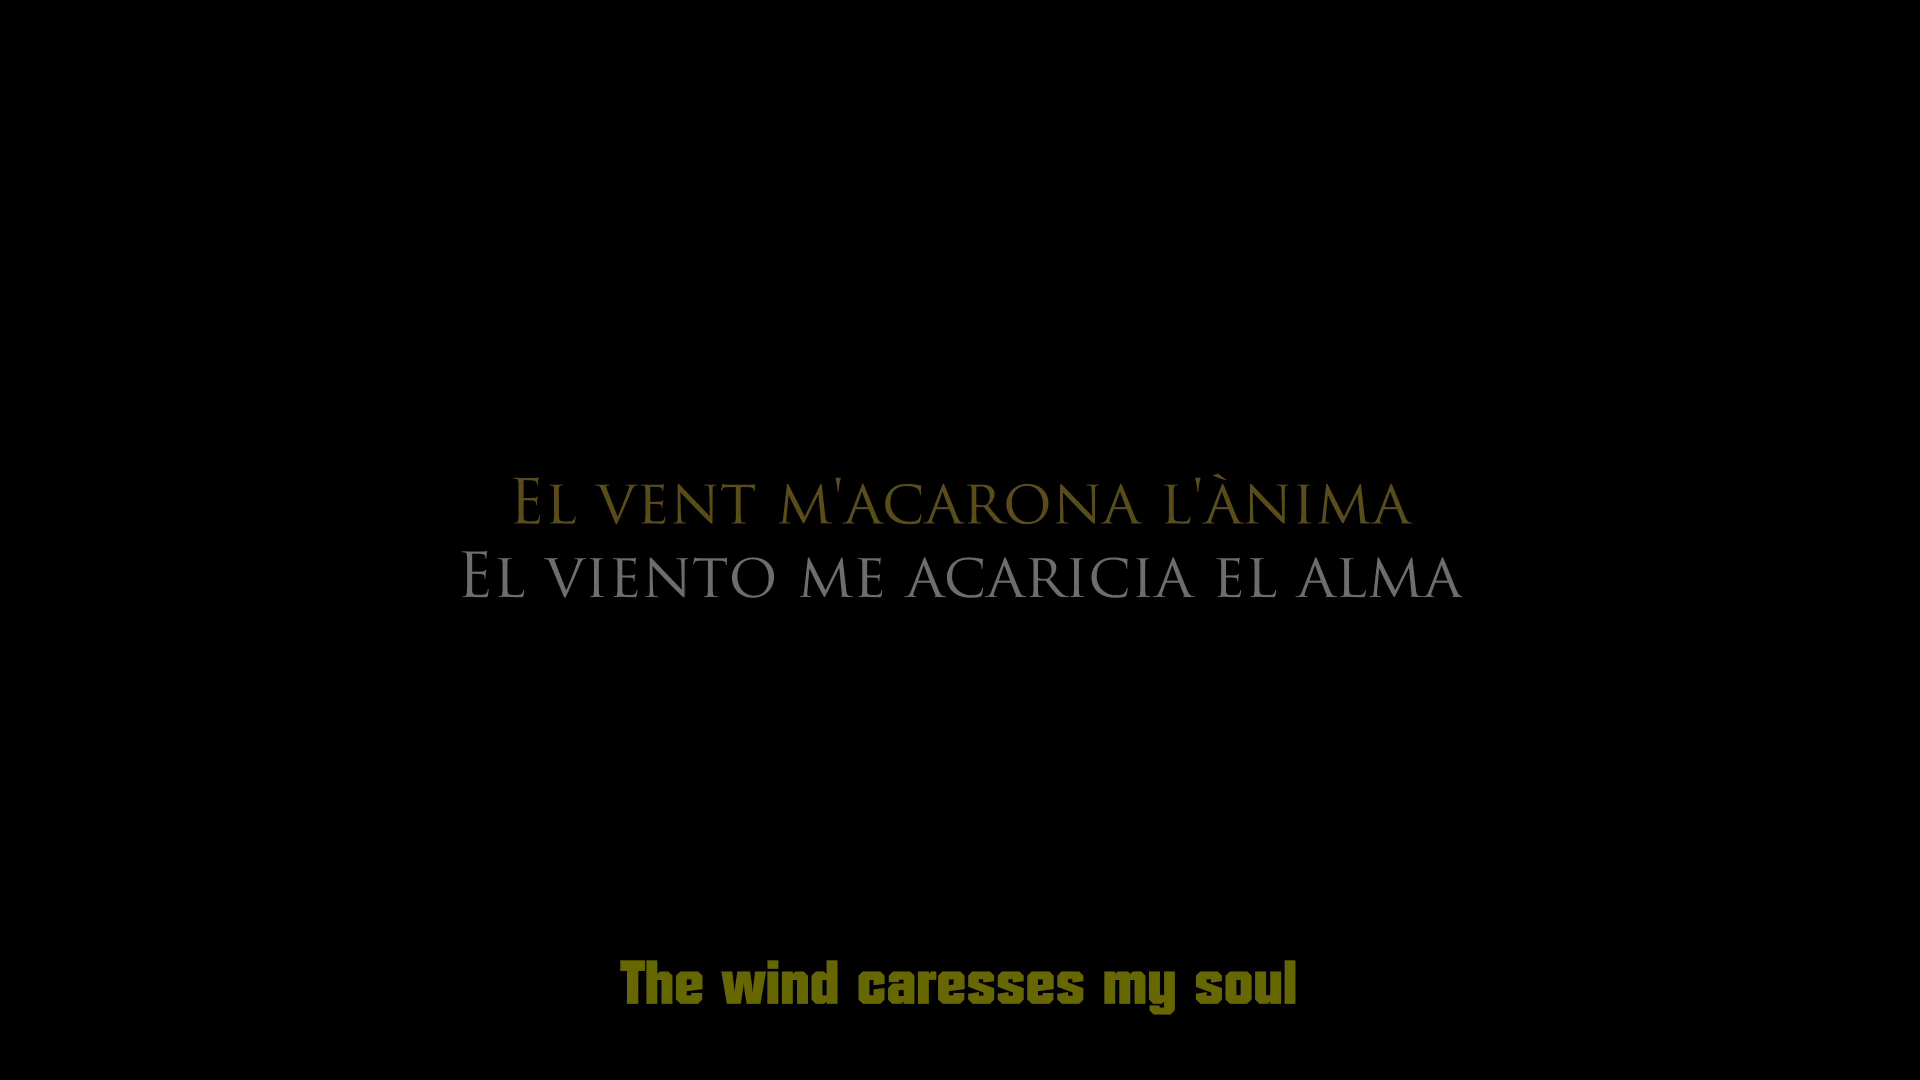 El vent m'acarona l'ànima
El viento me acaricia el alma
The wind caresses my soul